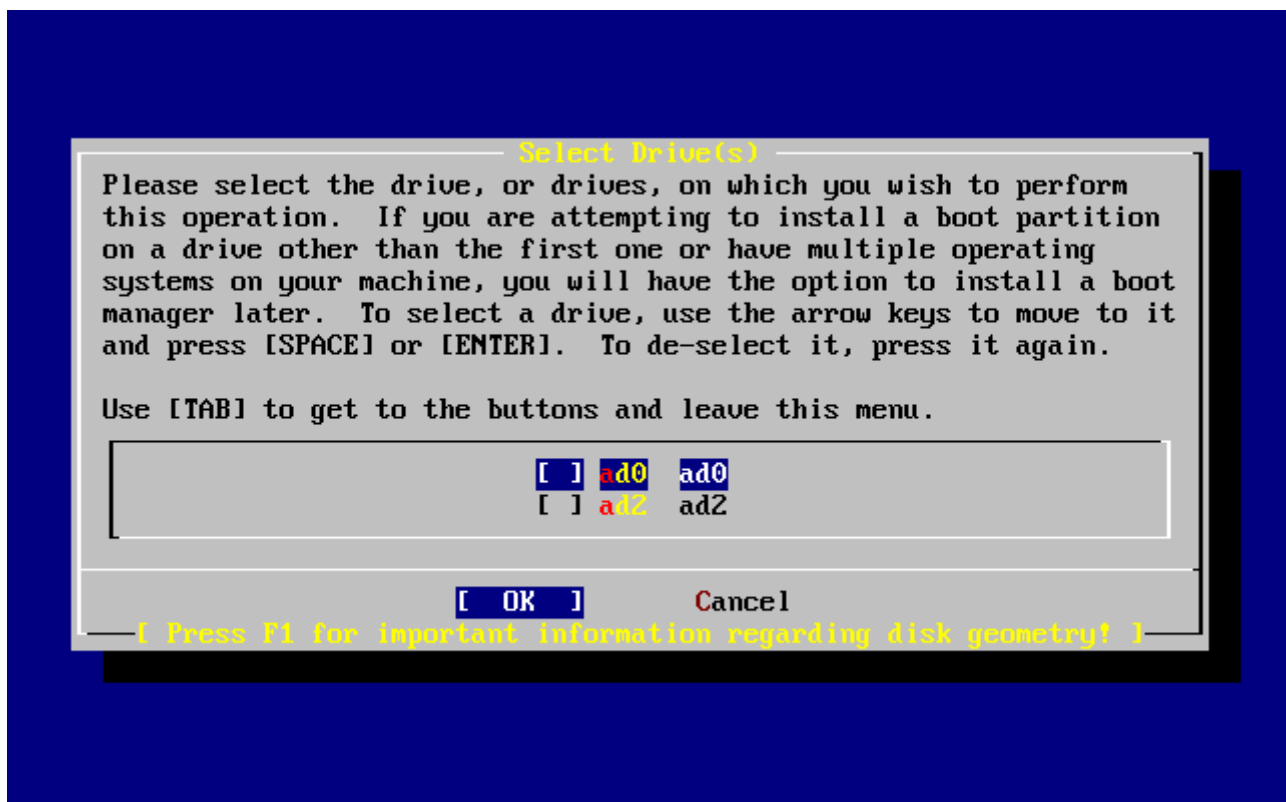 Select Drive(s)
Please select the drive, or drives, on which you wish to perform
this operation.  If you are attempting to install a boot partition
on a drive other than the first one or have multiple operating
systems on your machine, you will have the option to install a boot
manager later.  To select a drive, use the arrow keys to move to it
and press [SPACE] or [ENTER].  To de-select it, press it again.
Use [TAB] to get to the buttons and leave this menu.
[ ] ad0  ad0
[ ] ad2  ad2
[  OK  ]       Cancel
[ Press F1 for important information regarding disk geometry! ]